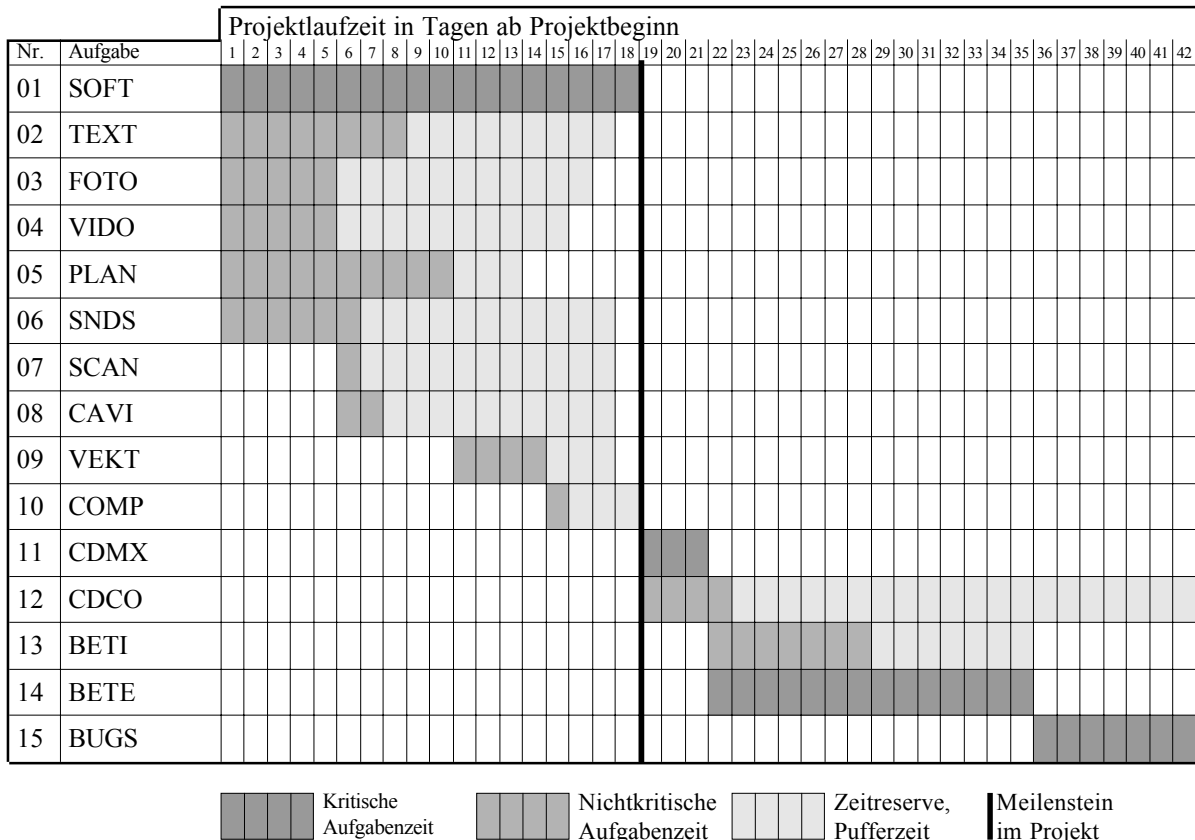 Projektlaufzeit in Tagen ab Projektbeginn
Nr. Aufgabe 1 2 3 4 5 6 7 8 9 10 11 12 13 14 15 16 17 18 19 20 21 22 23 24 25 26 27 28 29 30 31 32 33 34 35 36 37 38 39 40 41 42
01 SOFT
02 TEXT
03 FOTO
04 VIDO
05 PLAN
06 SNDS
07 SCAN
08 CAVI
09 VEKT
10 COMP
11 CDMX
12 CDCO
13 BETI
14 BETE
15 BUGS
Kritische Aufgabenzeit
Nichtkritische Aufgabenzeit
Zeitreserve, Pufferzeit
Meilenstein im Projekt